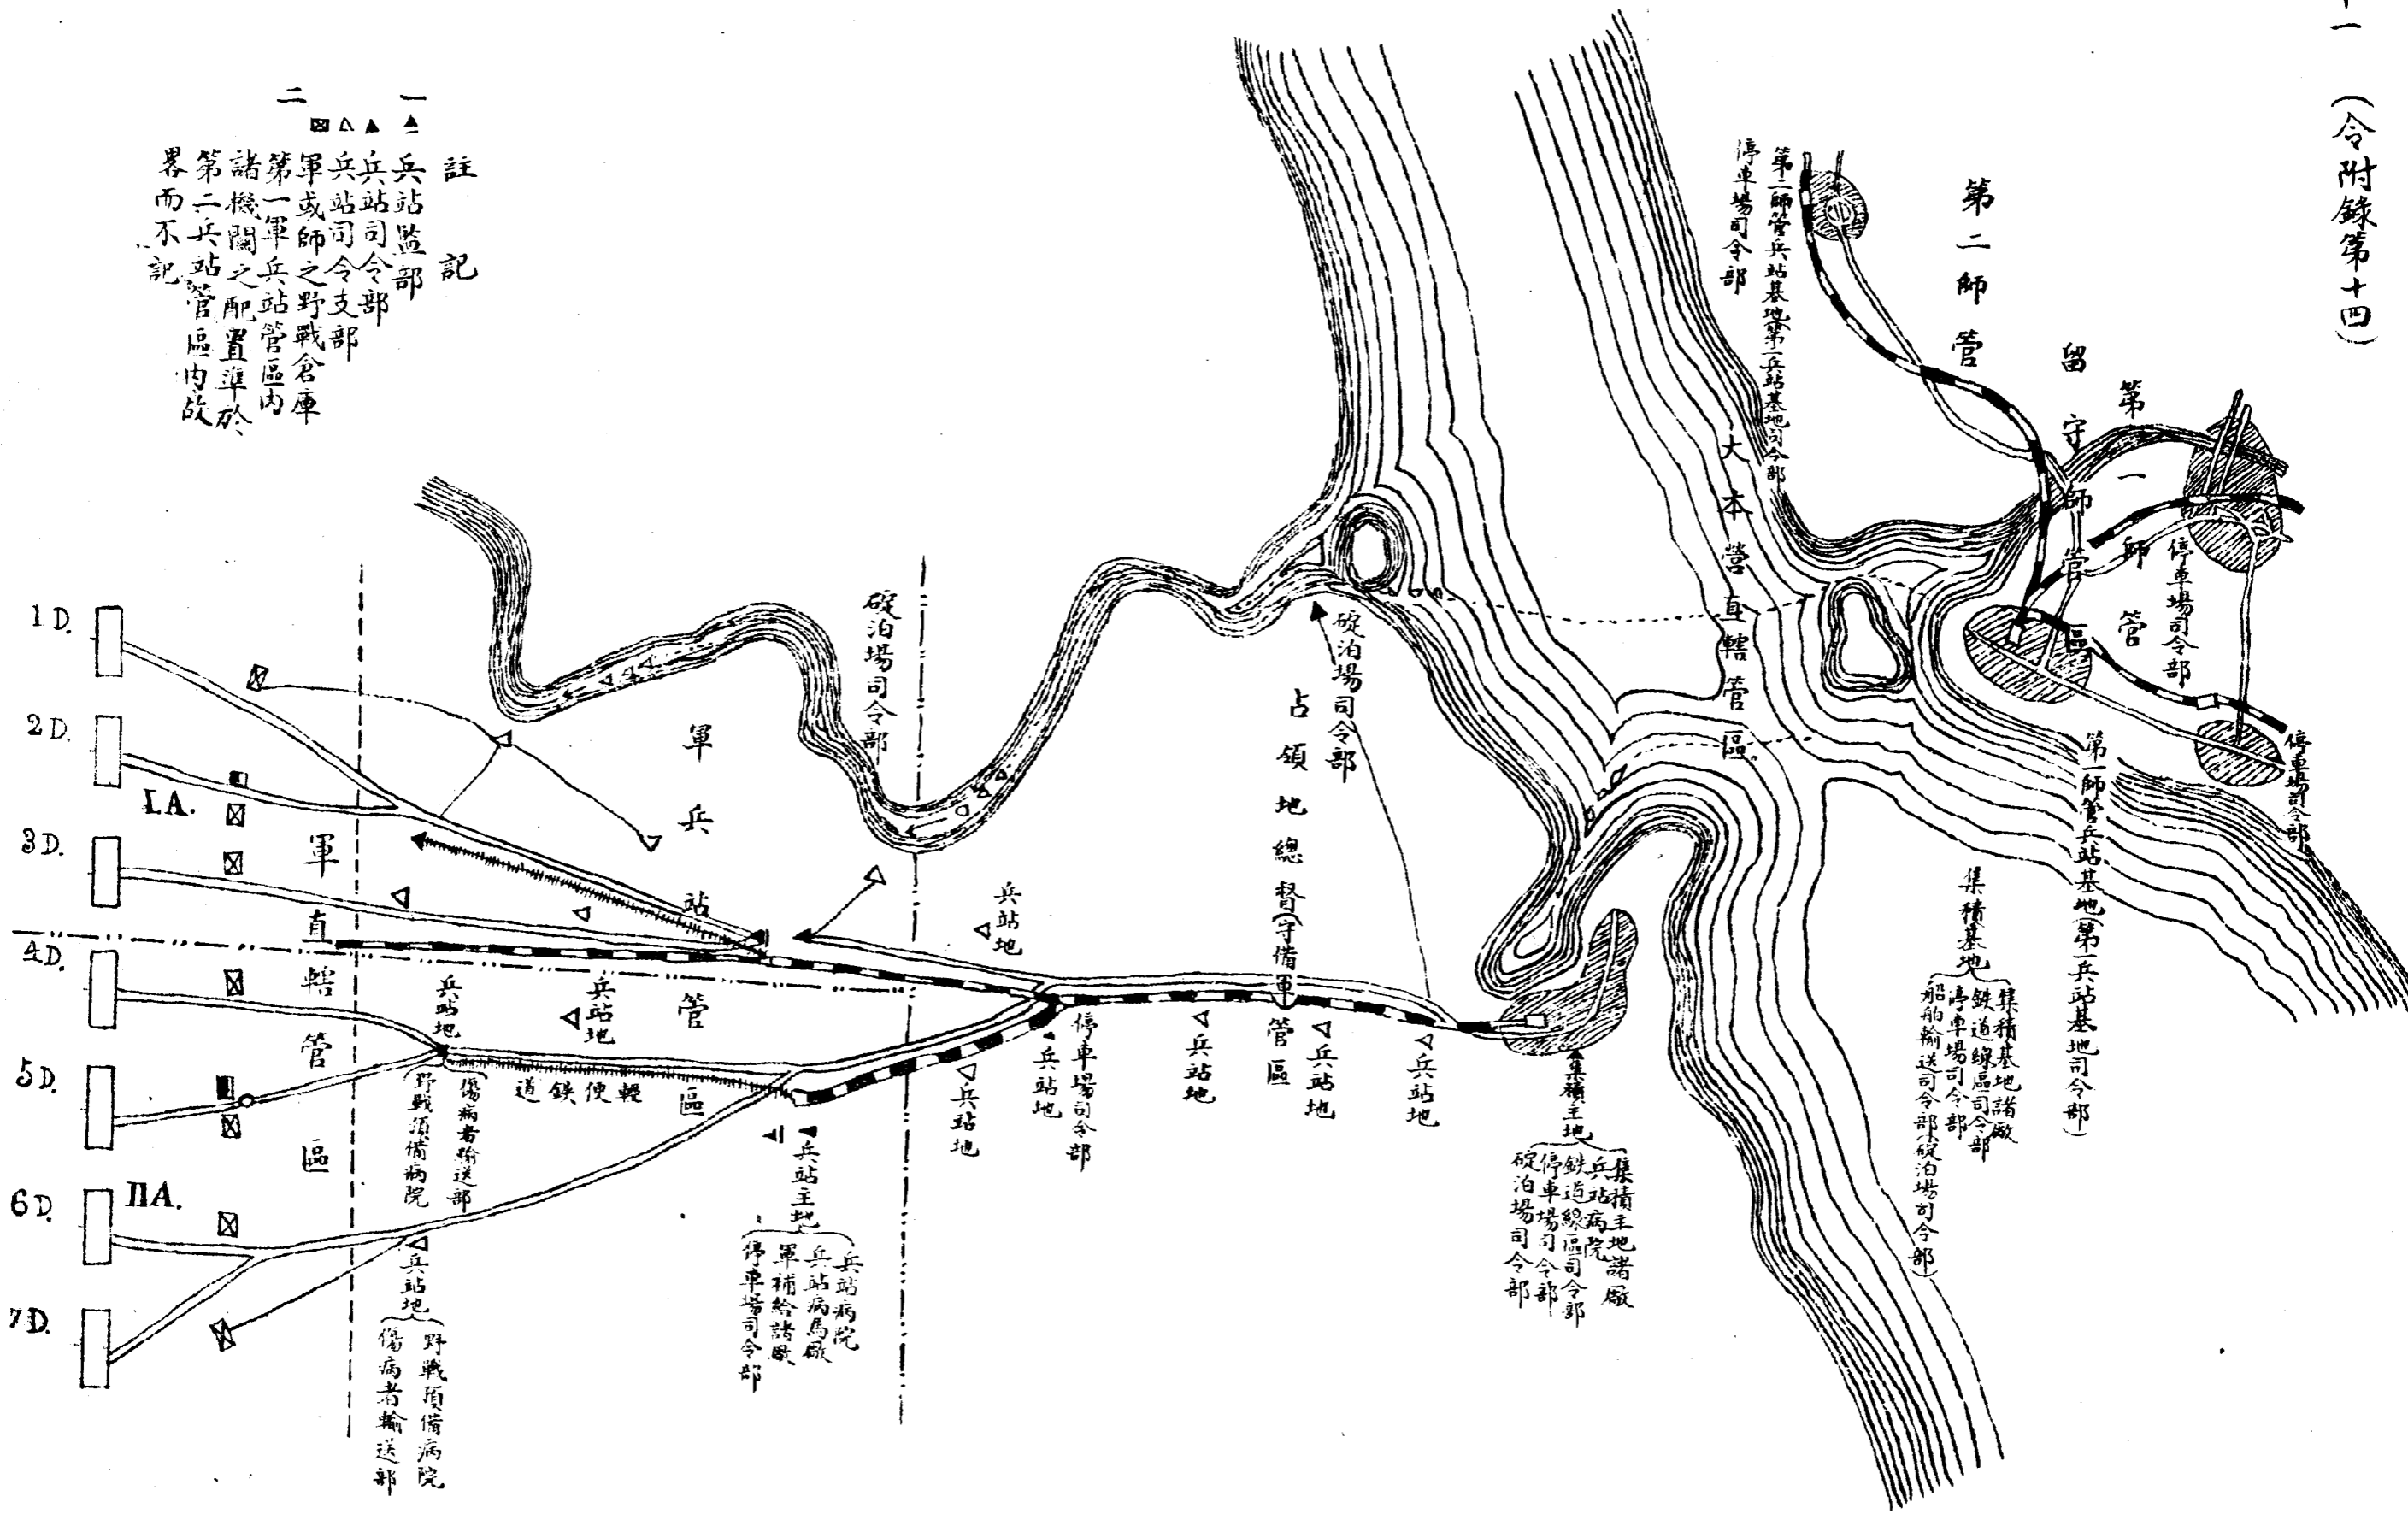 一 (令附錄第十四)
留守師管區
第一師管
第二師管
停車場司令部
停車場司令部
第二師管兵站基地(第二兵站基地司令部)
停車場司令部
第一師管兵站基地(第一兵站基地司令部)
集積基地
集積基地諸廠
鉄道線區司令部
停車場司令部
船舶輸送司令部(碇泊場司令部)
大本營直轄管區
集積主地
集積主地諸廠
兵站病院
鉄道線區司令部
停車場司令部
碇泊場司令部
碇泊場司令部
占領地總督(守備軍)管區
兵站地
兵站地
兵站地
停車場司令部
兵站地
兵站地
兵站地
碇泊場司令部
兵站主地
兵站病院
兵站病馬廠
軍補給諸廠
停車場司令部
軍兵站管區
輕便鉄道
兵站地
兵站地
傷病者輸送部
野戰預備病院
兵站地
野戰預備病院
傷病者輸送部
軍直轄管區
1D.
2D.
IA.
3D.
4D.
5D.
6D.
IIA.
7D.
註記
一
兵站監部
兵站司令部
兵站司令支部
軍或師之野戰倉庫
二
第一軍兵站管區内
諸機關之配置準於
第二兵站管區内故
畧而不記